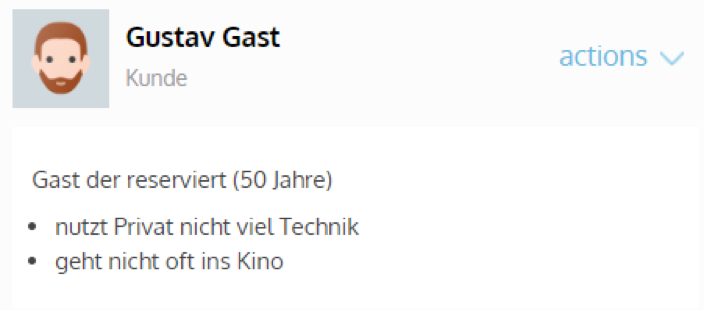 Gustav Gast
Kunde
actions
Gast der reserviert (50 Jahre)
• nutzt Privat nicht viel Technik
• geht nicht oft ins Kino